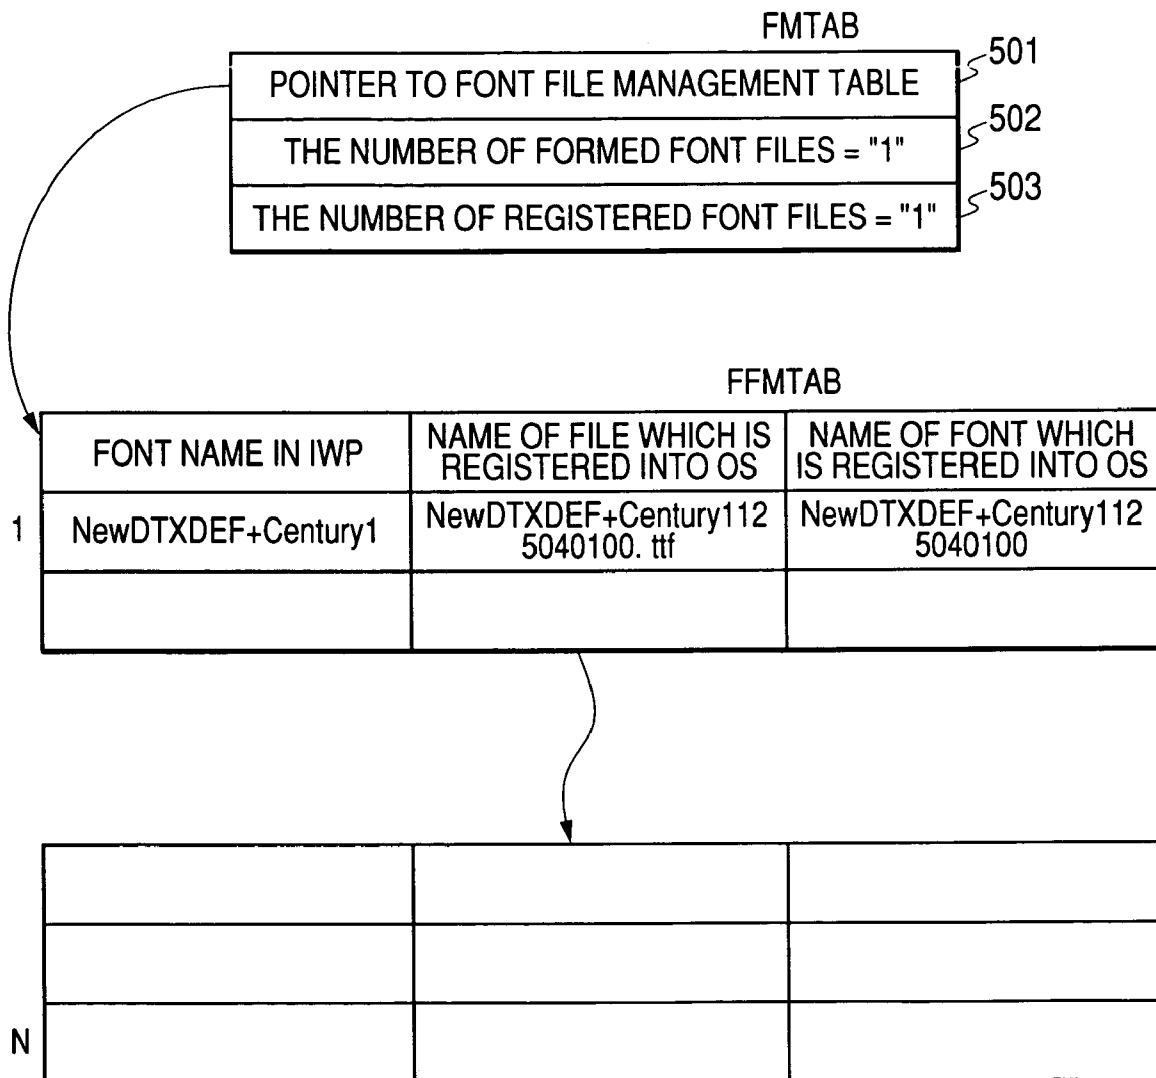 FMTAB
501
POINTER TO FONT FILE MANAGEMENT TABLE
502
THE NUMBER OF FORMED FONT FILES = "1"
503
THE NUMBER OF REGISTERED FONT FILES = "1"
FFMTAB
FONT NAME IN IWP
NAME OF FILE WHICH IS
REGISTERED INTO OS
NAME OF FONT WHICH
IS REGISTERED INTO OS
1
NewDTXDEF+Century1
NewDTXDEF+Century112
5040100. ttf
NewDTXDEF+Century112
5040100
N